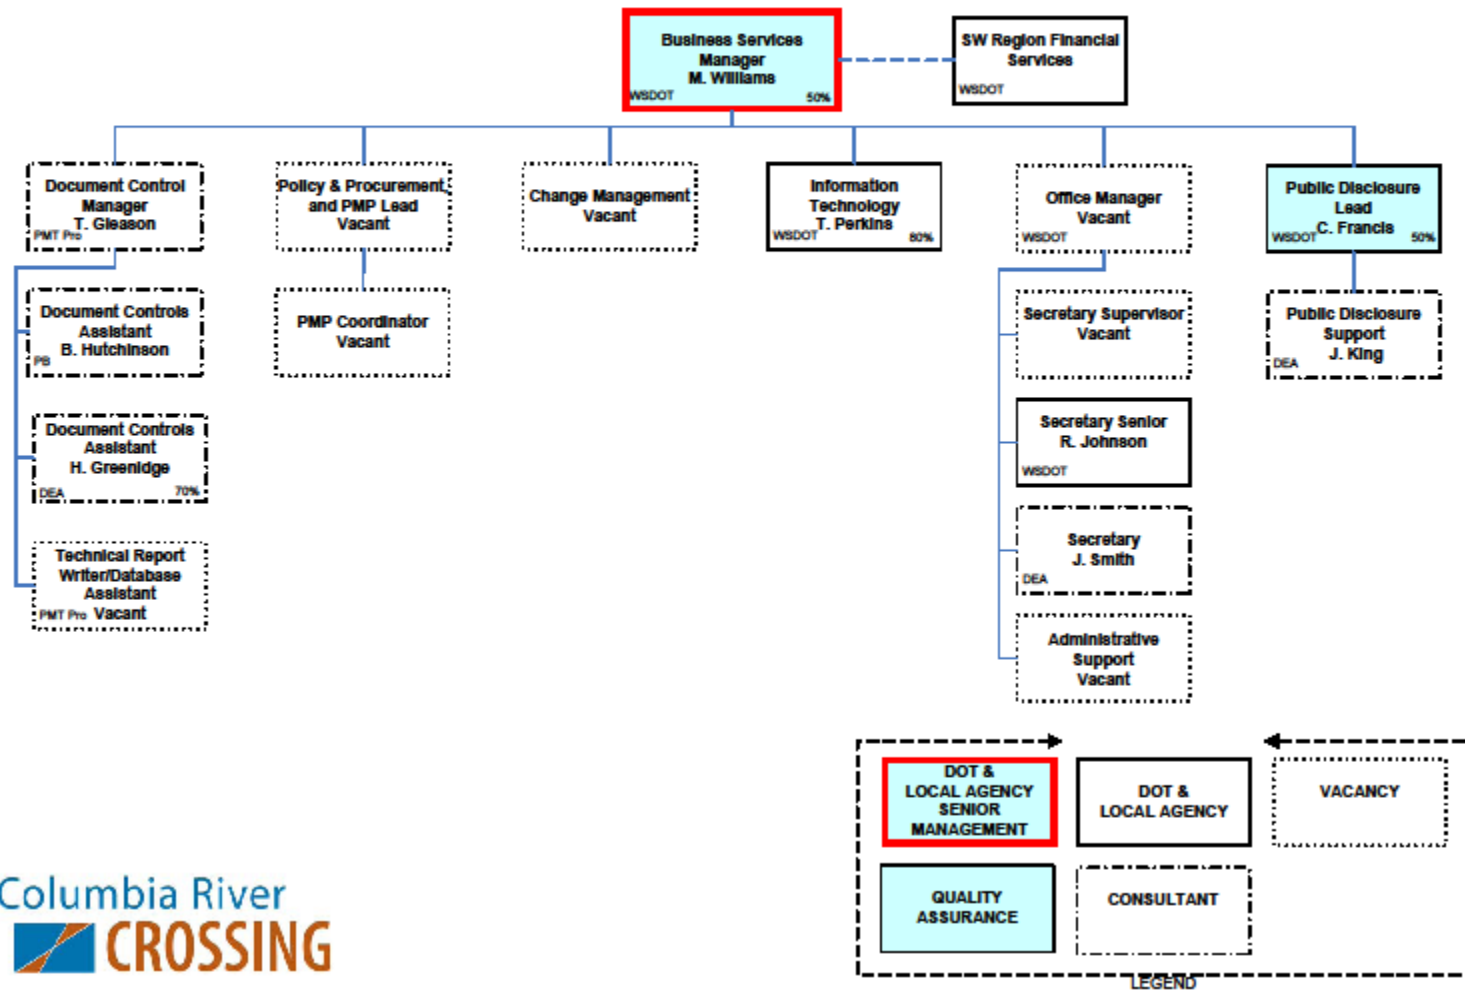 Business Services
Manager
M. Williams
WSDOT 50%
SW Region Financial
Services
WSDOT
Document Control
Manager
T. Gleason
PMT Pro
Policy & Procurement,
and PMP Lead
Vacant
Change Management
Vacant
Information
Technology
T. Perkins
WSDOT 80%
Office Manager
Vacant
WSDOT
Public Disclosure
Lead
C. Francis
WSDOT 50%
Document Controls
Assistant
B. Hutchinson
PB
PMP Coordinator
Vacant
Secretary Supervisor
Vacant
Public Disclosure
Support
J. King
DEA
Document Controls
Assistant
H. Greenidge
DEA 70%
Secretary Senior
R. Johnson
WSDOT
Technical Report
Writer/Database
Assistant
PMT Pro Vacant
Secretary
J. Smith
DEA
Administrative
Support
Vacant
DOT &
LOCAL AGENCY
SENIOR
MANAGEMENT
DOT &
LOCAL AGENCY
VACANCY
QUALITY
ASSURANCE
CONSULTANT
LEGEND
Columbia River
CROSSING